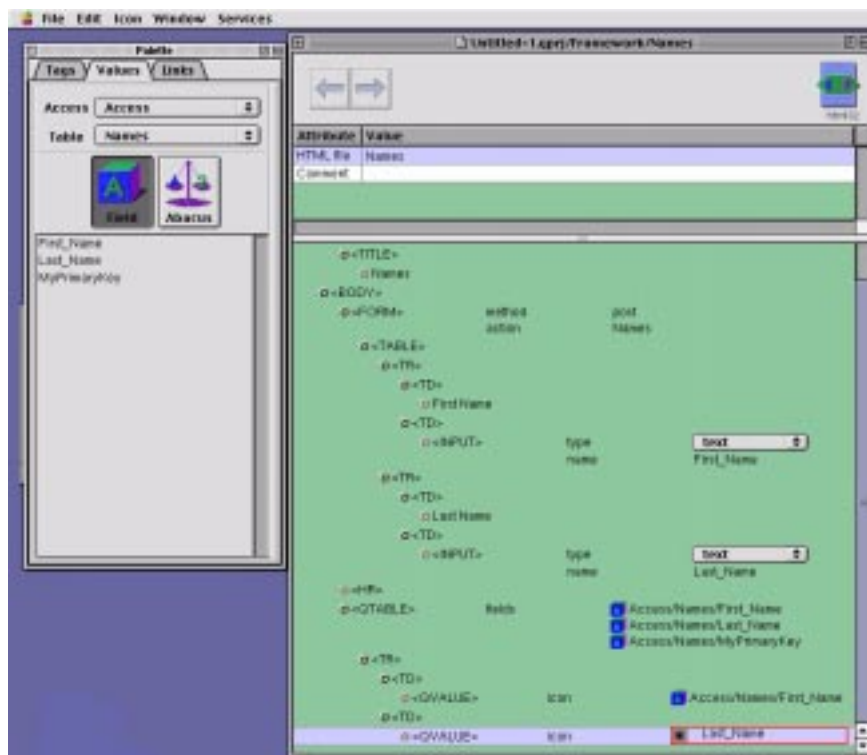 File Edit Icon Window Services
Palette
Tags Values Links
Access Access
Table Names
Field Abacus
First_Name
Last_Name
MyPrimaryKey
Untitled-1.qprj/Framework/Names
Attribute Value
HTML file Names
Comment
<TITLE>
Names
<BODY>
<FORM> method post
action Names
<TABLE>
<TR>
<TD>
First Name
<TD>
<INPUT> type text
name First_Name
<TR>
<TD>
Last Name
<TD>
<INPUT> type text
name Last_Name
<HR>
<QTABLE> fields Access/Names/First_Name
Access/Names/Last_Name
Access/Names/MyPrimaryKey
<TR>
<TD>
<QVALUE> icon Access/Names/First_Name
<TD>
<QVALUE> icon Last_Name